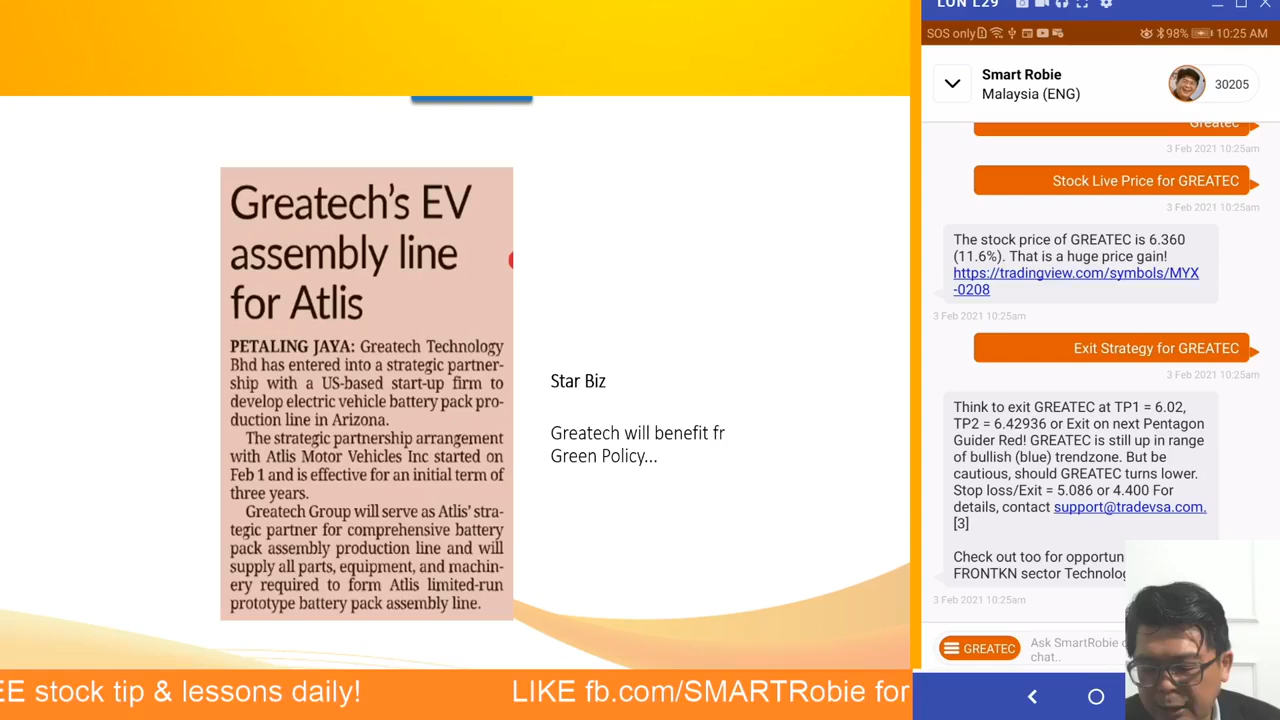 Greatech's EV
assembly line
for Atlis
PETALING JAYA: Greatech Technology
Bhd has entered into a strategic partner-
ship with a US-based start-up firm to
develop electric vehicle battery pack pro-
duction line in Arizona.
The strategic partnership arrangement
with Atlis Motor Vehicles Inc started on
Feb 1 and is effective for an initial term of
three years.
Greatech Group will serve as Atlis' stra-
tegic partner for comprehensive battery
pack assembly production line and will
supply all parts, equipment, and machin-
ery required to form Atlis limited-run
prototype battery pack assembly line.
Star Biz
Greatech will benefit fr
Green Policy...
LON L29
SOS only
98%
10:25 AM
Smart Robie
Malaysia (ENG)
30205
Greatec
3 Feb 2021 10:25am
Stock Live Price for GREATEC
3 Feb 2021 10:25am
The stock price of GREATEC is 6.360
(11.6%). That is a huge price gain!
https://tradingview.com/symbols/MYX
-0208
3 Feb 2021 10:25am
Exit Strategy for GREATEC
3 Feb 2021 10:25am
Think to exit GREATEC at TP1 = 6.02,
TP2 = 6.42936 or Exit on next Pentagon
Guider Red! GREATEC is still up in range
of bullish (blue) trendzone. But be
cautious, should GREATEC turns lower.
Stop loss/Exit = 5.086 or 4.400 For
details, contact support@tradevsa.com.
[3]
Check out too for opportun
FRONTKN sector Technolog
3 Feb 2021 10:25am
GREATEC
Ask SmartRobie
chat..
EE stock tip & lessons daily!
LIKE fb.com/SMARTRobie for